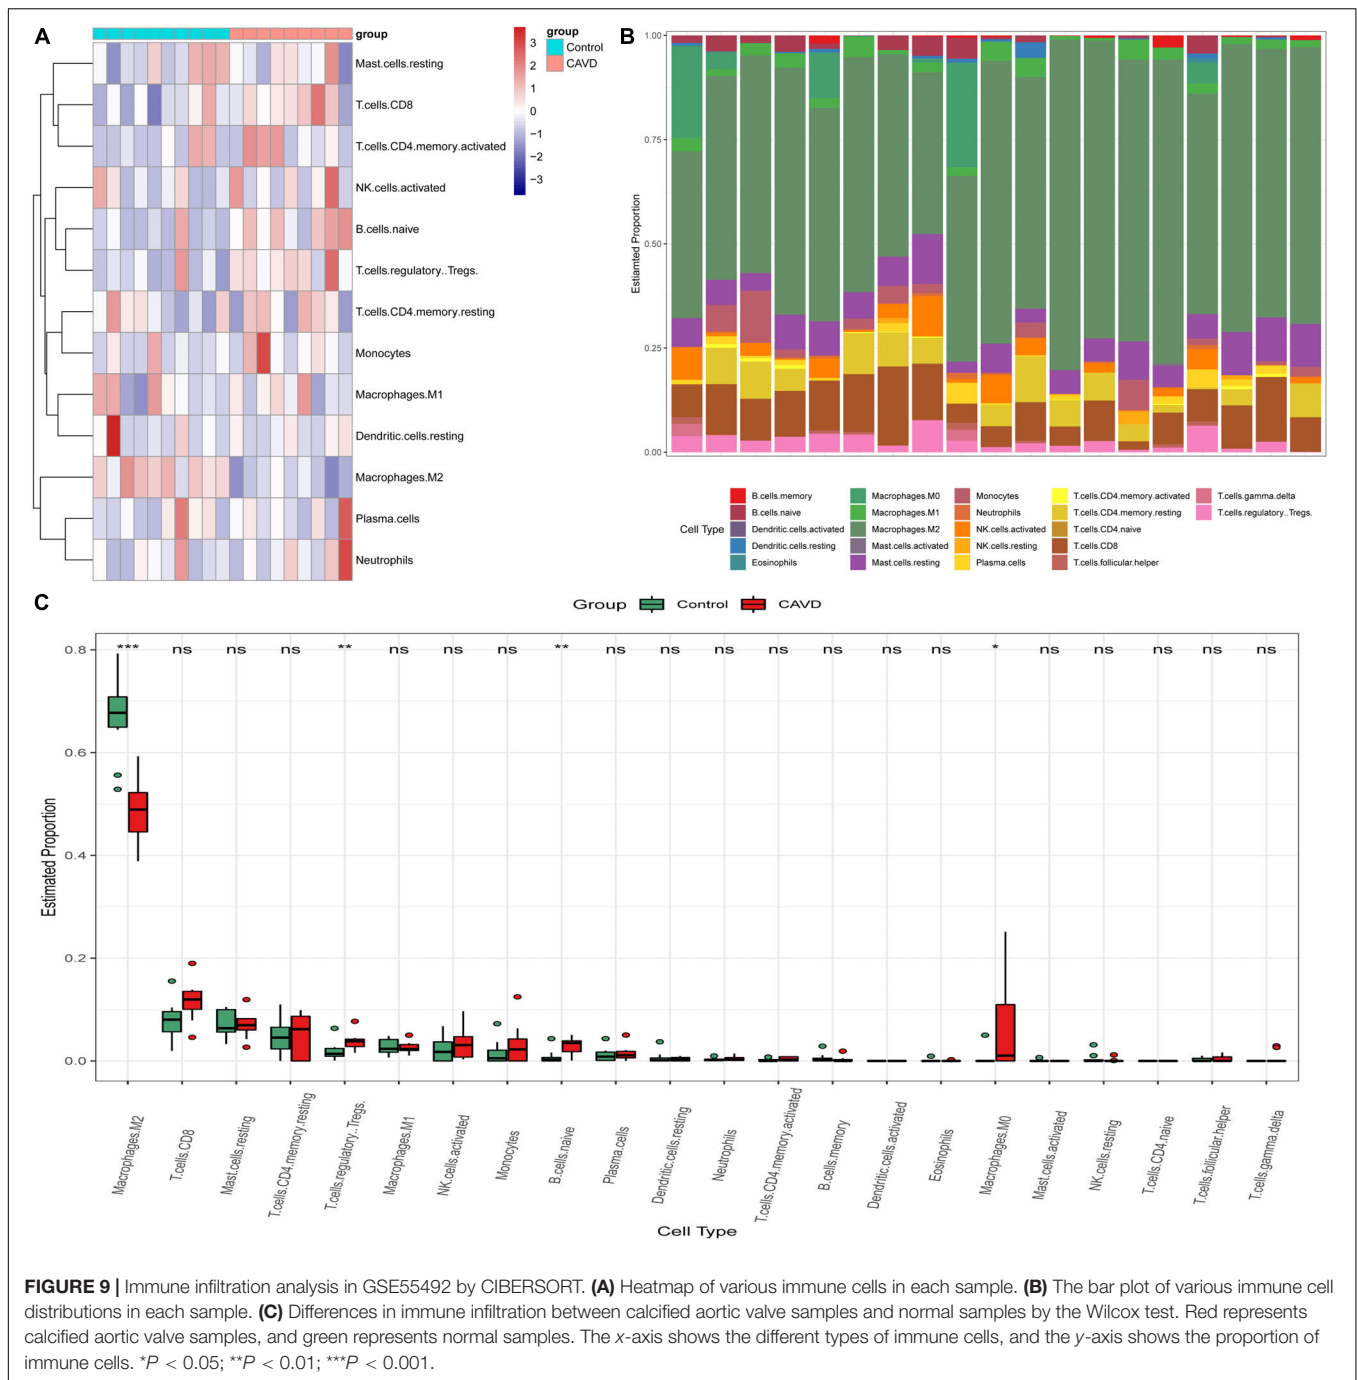 A
group
Mast.cells.resting
T.cells.CD8
T.cells.CD4.memory.activated
NK.cells.activated
B.cells.naive
T.cells.regulatory..Tregs.
T.cells.CD4.memory.resting
Monocytes
Macrophages.M1
Dendritic.cells.resting
Macrophages.M2
Plasma.cells
Neutrophils
3
2
1
0
−1
−2
−3
group
Control
CAVD
B
1.00
0.75
0.50
0.25
0.00
Estiamted Proportion
Cell Type
B.cells.memory
B.cells.naive
Dendritic.cells.activated
Dendritic.cells.resting
Eosinophils
Macrophages.M0
Macrophages.M1
Macrophages.M2
Mast.cells.activated
Mast.cells.resting
Monocytes
Neutrophils
NK.cells.activated
NK.cells.resting
Plasma.cells
T.cells.CD4.memory.activated
T.cells.CD4.memory.resting
T.cells.CD4.naive
T.cells.CD8
T.cells.follicular.helper
T.cells.gamma.delta
T.cells.regulatory..Tregs.
C
Group Control CAVD
*** ns ns ns ** ns ns ns ** ns ns ns ns ns ns ns * ns ns ns ns ns
0.8
0.6
0.4
0.2
0.0
Estimated Proportion
Macrophages.M2
T.cells.CD8
Mast.cells.resting
T.cells.CD4.memory.resting
T.cells.regulatory..Tregs.
Macrophages.M1
NK.cells.activated
Monocytes
B.cells.naive
Plasma.cells
Dendritic.cells.resting
Neutrophils
T.cells.CD4.memory.activated
B.cells.memory
Dendritic.cells.activated
Eosinophils
Macrophages.M0
Mast.cells.activated
NK.cells.resting
T.cells.CD4.naive
T.cells.follicular.helper
T.cells.gamma.delta
Cell Type
FIGURE 9 | Immune infiltration analysis in GSE55492 by CIBERSORT. (A) Heatmap of various immune cells in each sample. (B) The bar plot of various immune cell
distributions in each sample. (C) Differences in immune infiltration between calcified aortic valve samples and normal samples by the Wilcox test. Red represents
calcified aortic valve samples, and green represents normal samples. The x-axis shows the different types of immune cells, and the y-axis shows the proportion of
immune cells. *P < 0.05; **P < 0.01; ***P < 0.001.